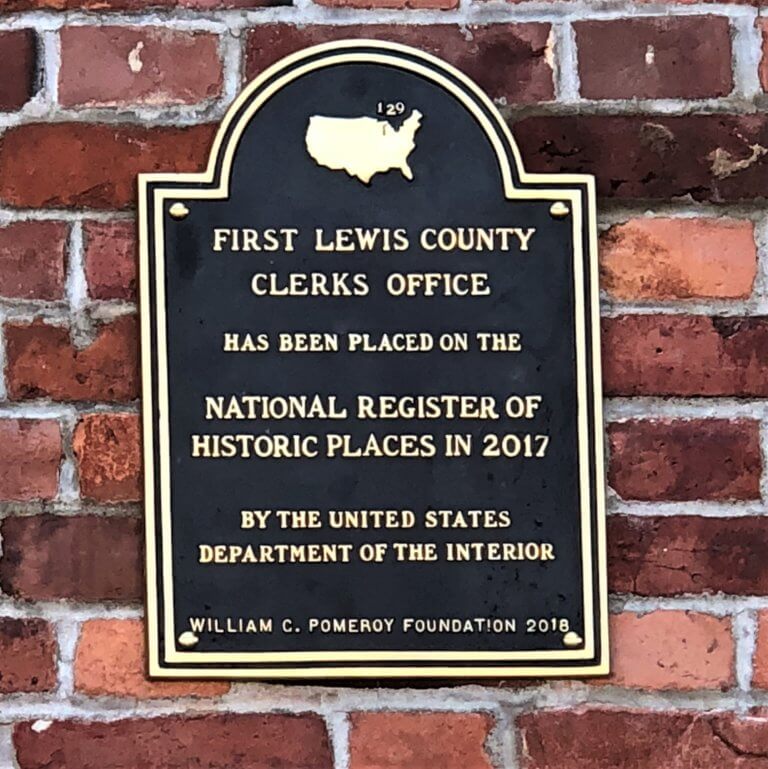 129
FIRST LEWIS COUNTY
CLERKS OFFICE
HAS BEEN PLACED ON THE
NATIONAL REGISTER OF
HISTORIC PLACES IN 2017
BY THE UNITED STATES
DEPARTMENT OF THE INTERIOR
WILLIAM C. POMEROY FOUNDATION 2018